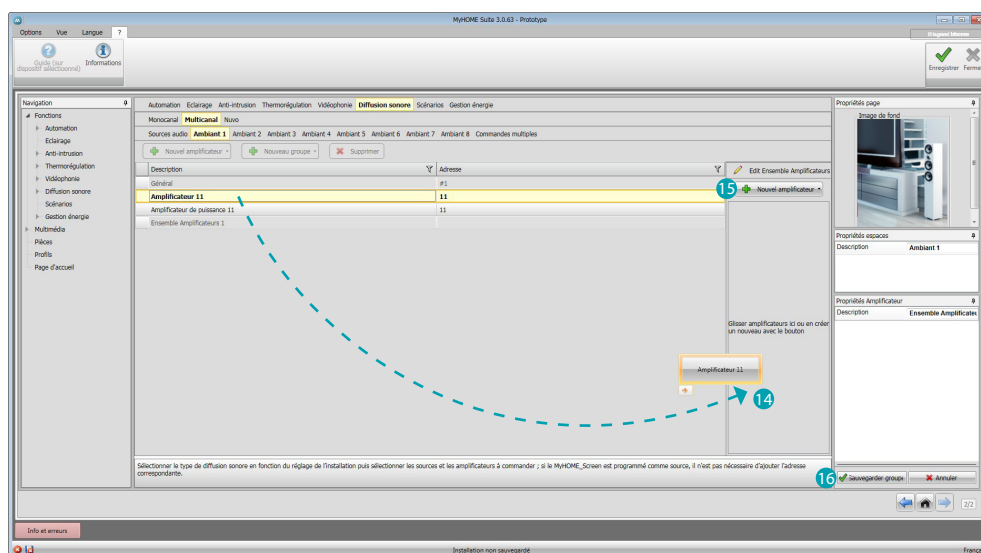 MyHOME Suite 3.0.63 - Prototype
Options Vue Langue ?
Guide (sur dispositif sélectionné)
Informations
Enregistrer Ferme
Navigation
Fonctions
Automation
Eclairage
Anti-intrusion
Thermorégulation
Vidéophonie
Diffusion sonore
Scénarios
Gestion énergie
Multimédia
Pièces
Profils
Page d'accueil
Automation Eclairage Anti-intrusion Thermorégulation Vidéophonie Diffusion sonore Scénarios Gestion énergie
Monocanal Multicanal Nuvo
Sources audio Ambiant 1 Ambiant 2 Ambiant 3 Ambiant 4 Ambiant 5 Ambiant 6 Ambiant 7 Ambiant 8 Commandes multiples
Nouvel amplificateur Nouveau groupe Supprimer
Description Adresse
Général #1
Amplificateur 11 11
Amplificateur de puissance 11 11
Ensemble Amplificateurs 1
Edit Ensemble Amplificateurs
15 Nouvel amplificateur
Glisser amplificateurs ici ou en créer
un nouveau avec le bouton
Amplificateur 11
14
Propriétés page
Image de fond
Propriétés espaces
Description Ambiant 1
Propriétés Amplificateur
Description Ensemble Amplificateu
Sélectionner le type de diffusion sonore en fonction du réglage de l'installation puis sélectionner les sources et les amplificateurs à commander ; si le MyHOME_Screen est programmé comme source, il n'est pas nécessaire d'ajouter l'adresse
correspondante.
16 Sauvegarder groupe Annuler
2/2
Info et erreurs
Installation non sauvegardé
França